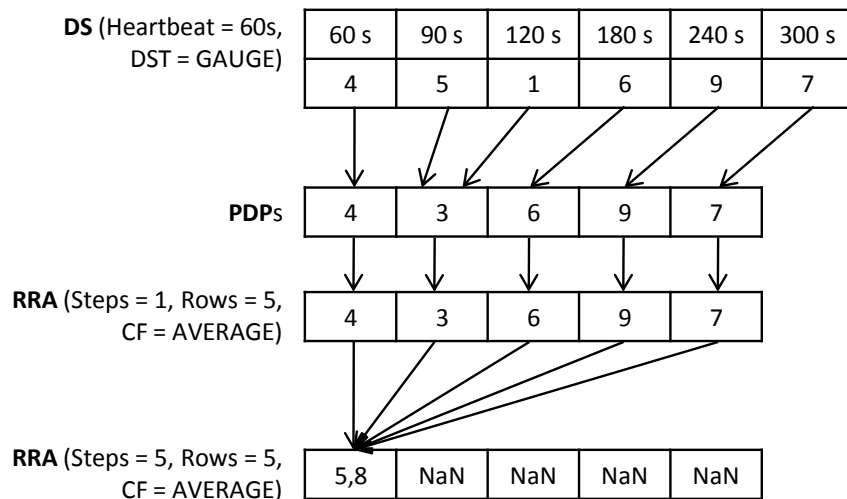 DS (Heartbeat = 60s, 60 s 90 s 120 s 180 s 240 s 300 s
DST = GAUGE) 4 5 1 6 9 7
PDPs 4 3 6 9 7
RRA (Steps = 1, Rows = 5, 4 3 6 9 7
CF = AVERAGE)
RRA (Steps = 5, Rows = 5, 5,8 NaN NaN NaN NaN
CF = AVERAGE)